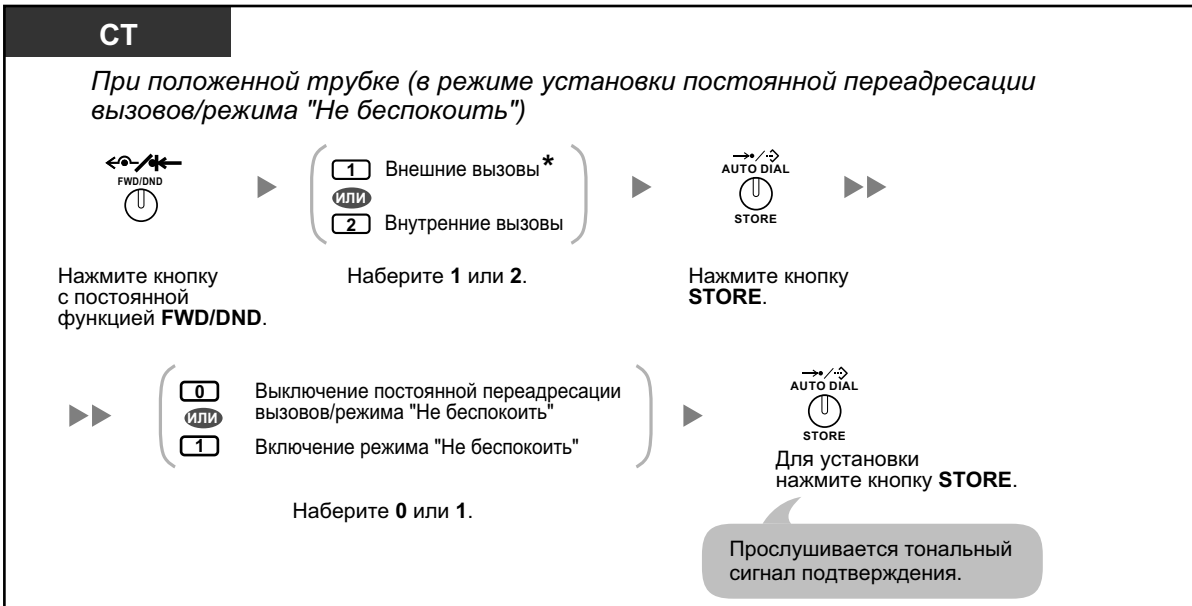 СТ
При положенной трубке (в режиме установки постоянной переадресации
вызовов/режима "Не беспокоить")
FWD/DND
1 Внешние вызовы*
или
2 Внутренние вызовы
AUTO DIAL
STORE
Нажмите кнопку
с постоянной
функцией FWD/DND.
Наберите 1 или 2.
Нажмите кнопку
STORE.
0 Выключение постоянной переадресации
или вызовов/режима "Не беспокоить"
1 Включение режима "Не беспокоить"
Наберите 0 или 1.
AUTO DIAL
STORE
Для установки
нажмите кнопку STORE.
Прослушивается тональный
сигнал подтверждения.